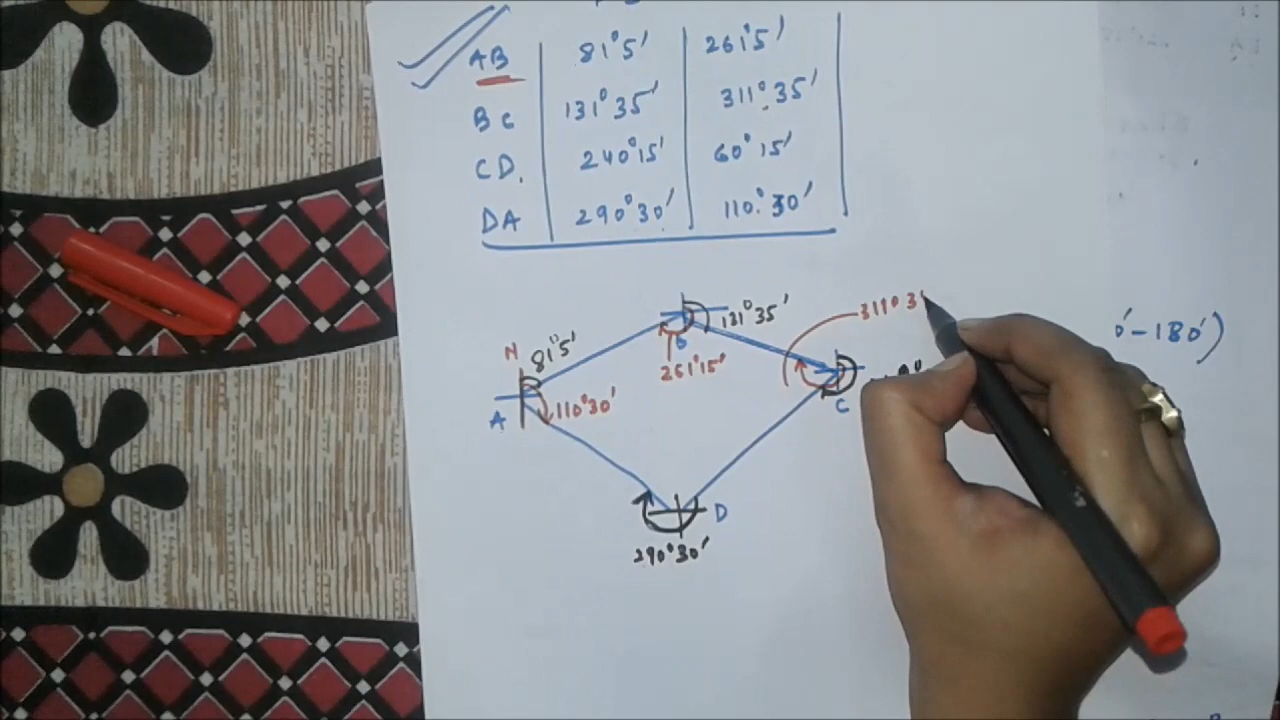 AB 81°5' 261°5'
BC 131°35' 311°35'
CD. 240°15' 60°15'
DA 290°30' 110°30'
311°3
131°35'
0'-180')
N 81°5'
B
261°15'
A 110°30'
C
D
290°30'